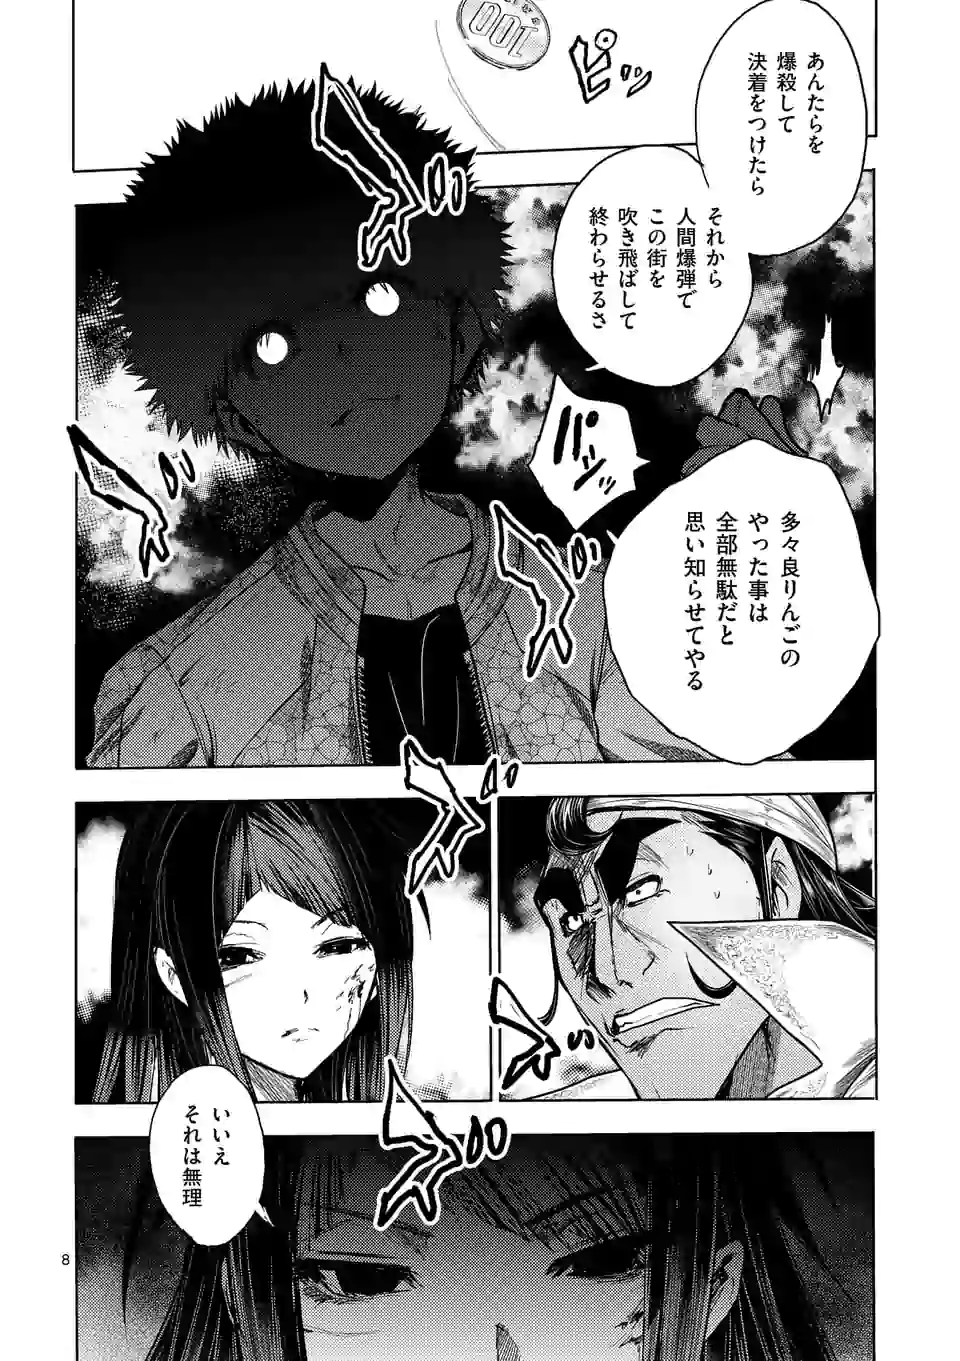 100
ピッ
あんたらを
爆殺して
決着をつけたら
それから
人間爆弾で
この街を
吹き飛ばして
終わらせるさ
パシッ
多々良りんごの
やった事は
全部無駄だと
思い知らせてやる
いいえ
それは無理
8